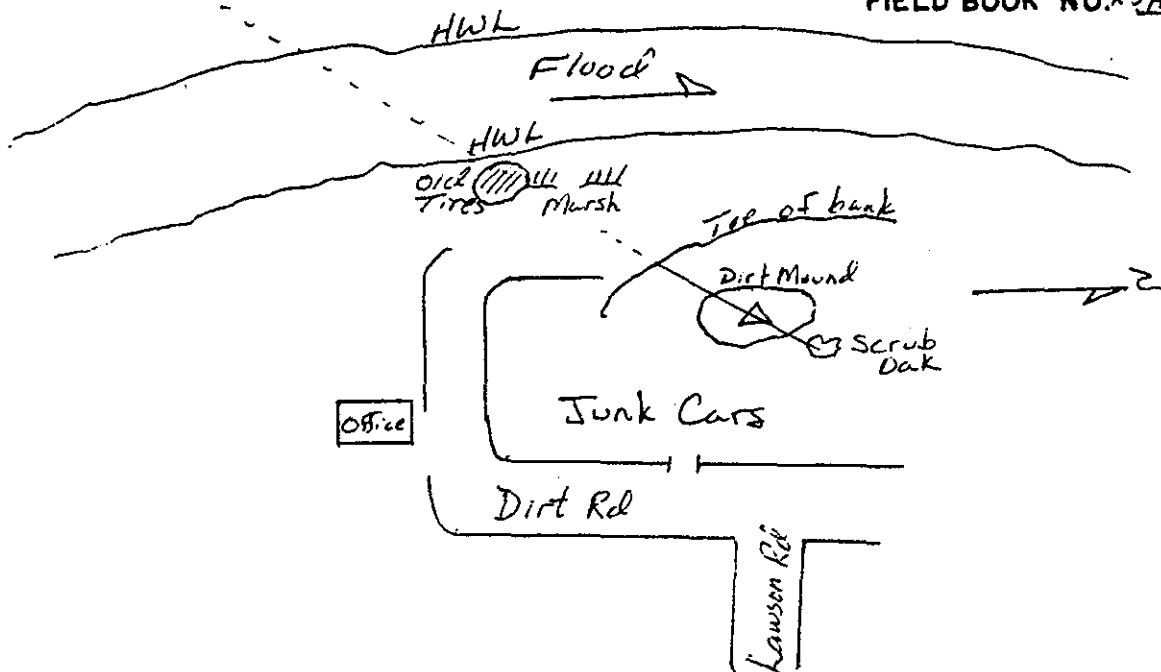 FIELD BOOK NO.
HWL
Flood
HWL
Old
Tires
Marsh
Toe of bank
Dirt Mound
Scrub
Oak
Office
Junk Cars
Dirt Rd
Lawson Rd